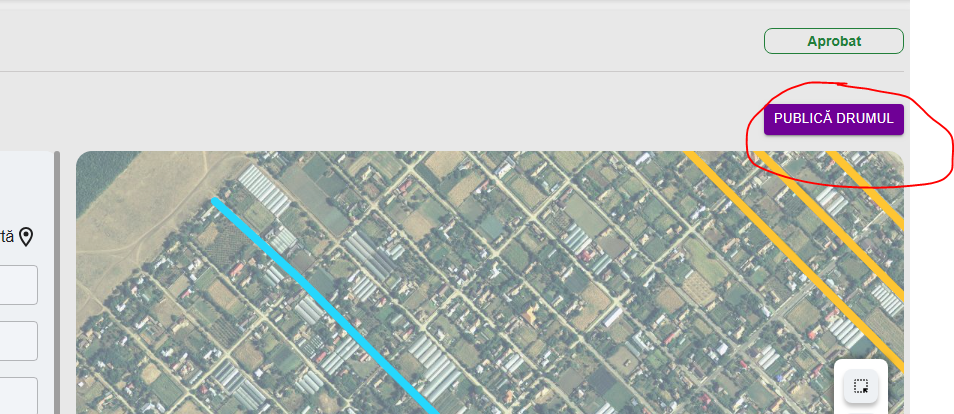 Aprobat
PUBLICĂ DRUMUL
tă